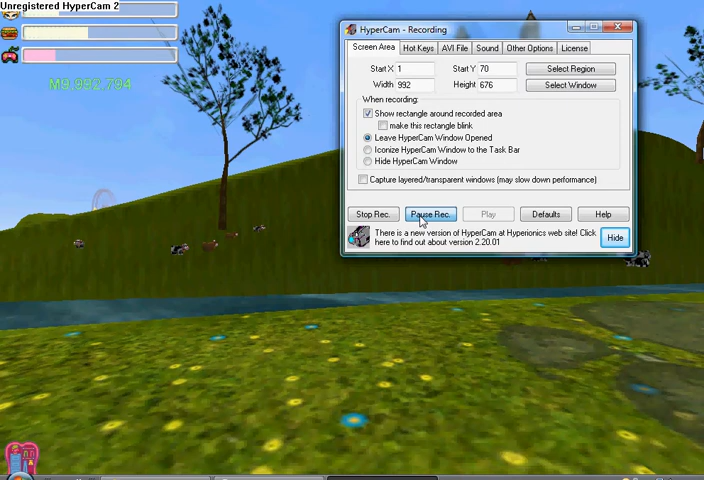 Unregistered HyperCam 2
M9.992.794
HyperCam - Recording
Screen Area Hot Keys AVI File Sound Other Options License
Start X 1 Start Y 70 Select Region
Width 992 Height 676 Select Window
When recording:
Show rectangle around recorded area
make this rectangle blink
Leave HyperCam Window Opened
Iconize HyperCam Window to the Task Bar
Hide HyperCam Window
Capture layered/transparent windows (may slow down performance)
Stop Rec. Pause Rec. Play Defaults Help
There is a new version of HyperCam at Hyperionics web site! Click
here to find out about version 2.20.01
Hide